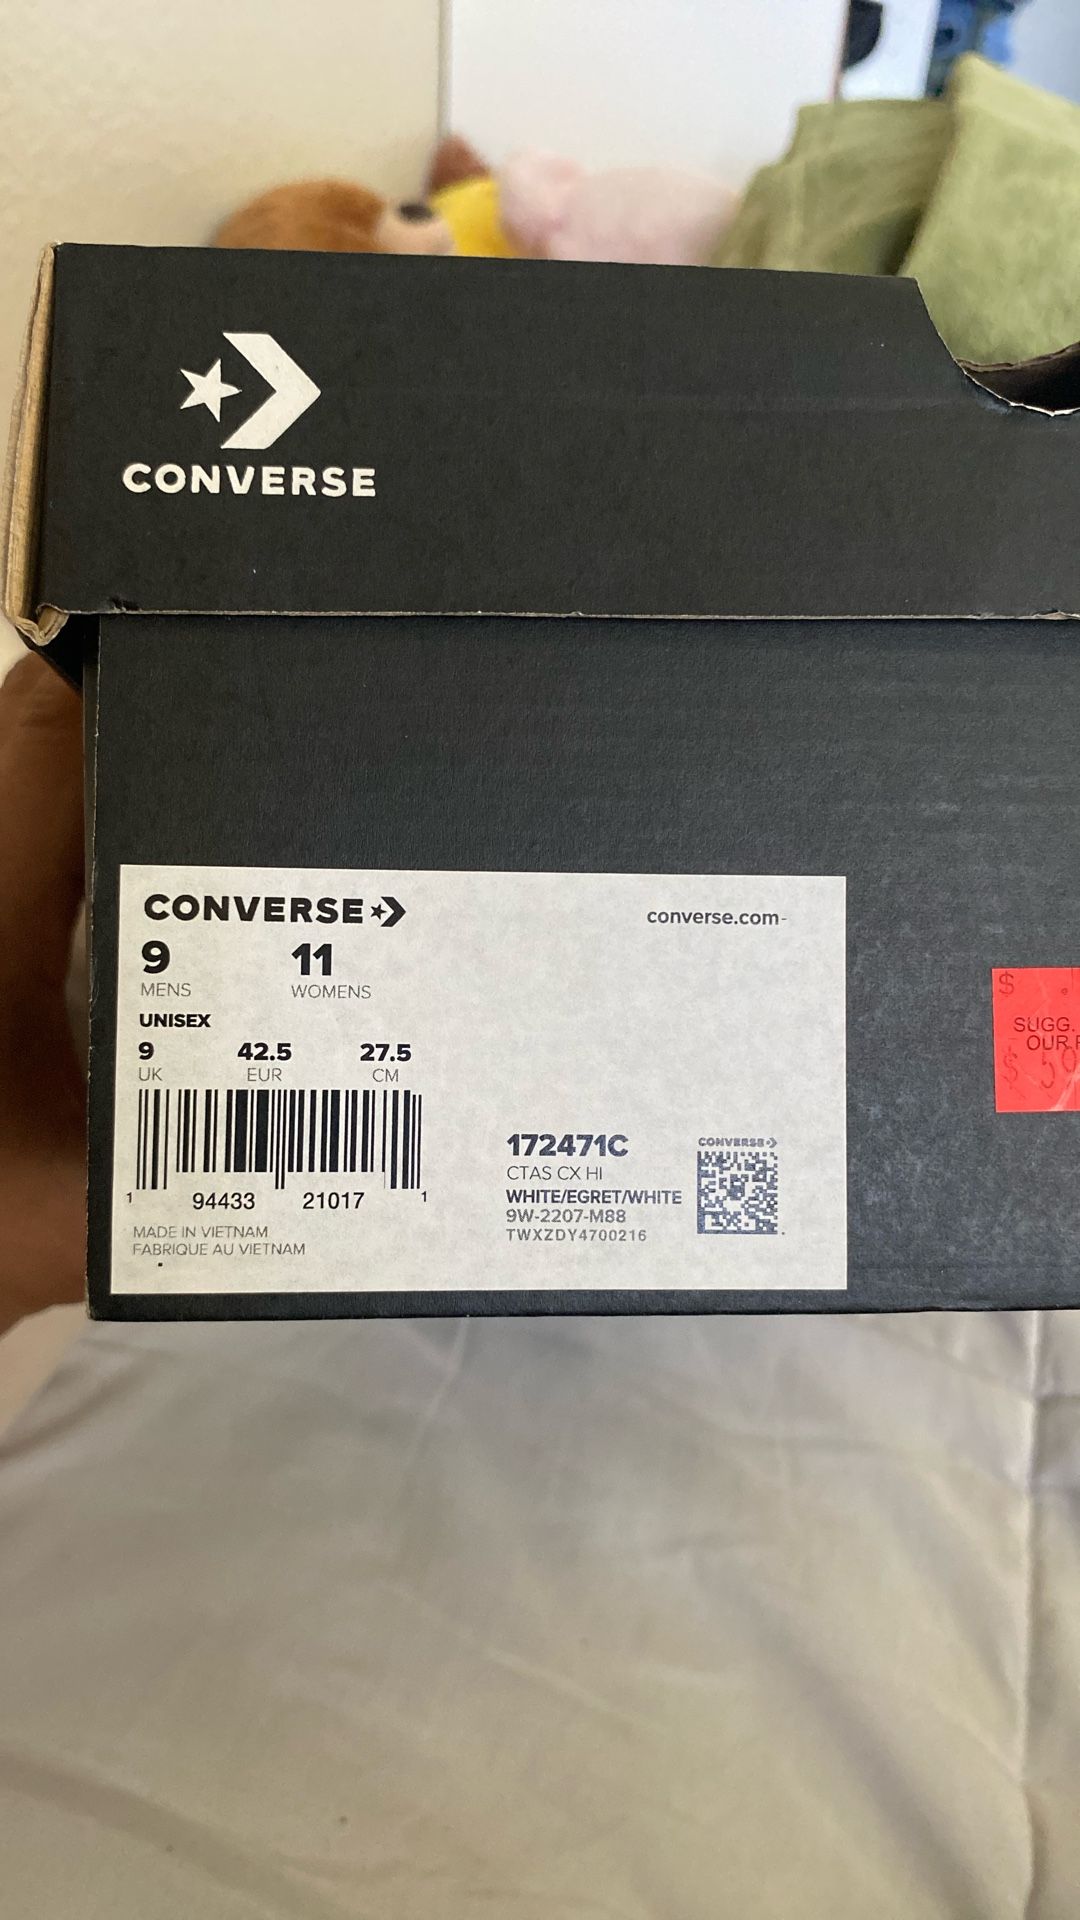 CONVERSE
CONVERSE
converse.com-
9 11
MENS WOMENS
UNISEX
9 42.5 27.5
UK EUR CM
1 94433 21017 1
MADE IN VIETNAM
FABRIQUE AU VIETNAM
172471C
CTAS CX HI
WHITE/EGRET/WHITE
9W-2207-M88
TWXZDY4700216
CONVERSE
$
SUGG.
OUR
$